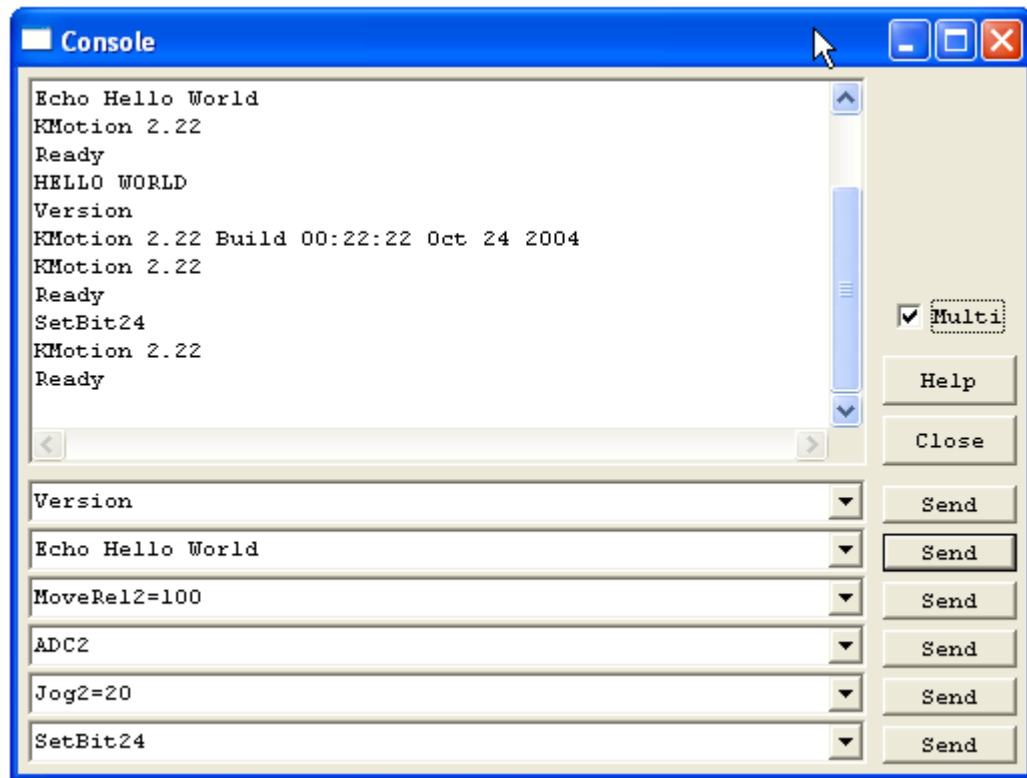 Console
Echo Hello World
KMotion 2.22
Ready
HELLO WORLD
Version
KMotion 2.22 Build 00:22:22 Oct 24 2004
KMotion 2.22
Ready
SetBit24
KMotion 2.22
Ready
Multi
Help
Close
Version
Send
Echo Hello World
Send
MoveRel2=100
Send
ADC2
Send
Jog2=20
Send
SetBit24
Send